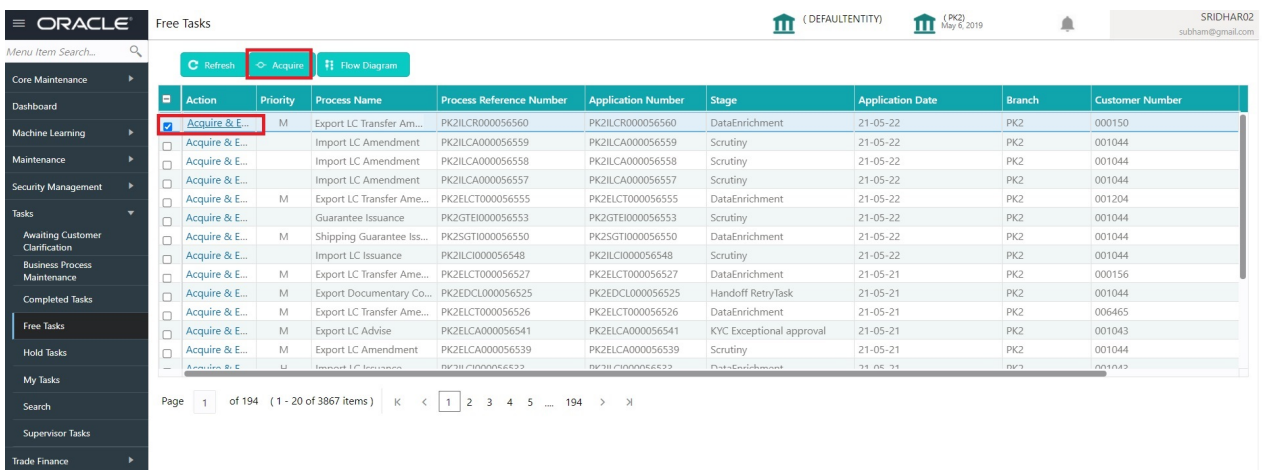 ORACLE
Free Tasks
( DEFAULTENTITY)
(PK2)
May 6, 2019
SRIDHAR02
subham@gmail.com
Menu Item Search...
Core Maintenance
Dashboard
Machine Learning
Maintenance
Security Management
Tasks
Awaiting Customer
Clarification
Business Process
Maintenance
Completed Tasks
Free Tasks
Hold Tasks
My Tasks
Search
Supervisor Tasks
Trade Finance
Refresh Acquire Flow Diagram
Action Priority Process Name Process Reference Number Application Number Stage Application Date Branch Customer Number
Acquire & E... M Export LC Transfer Am... PK2ILCR000056560 PK2ILCR000056560 DataEnrichment 21-05-22 PK2 000150
Acquire & E... Import LC Amendment PK2ILCA000056559 PK2ILCA000056559 Scrutiny 21-05-22 PK2 001044
Acquire & E... Import LC Amendment PK2ILCA000056558 PK2ILCA000056558 Scrutiny 21-05-22 PK2 001044
Acquire & E... Import LC Amendment PK2ILCA000056557 PK2ILCA000056557 Scrutiny 21-05-22 PK2 001044
Acquire & E... M Export LC Transfer Ame... PK2ELCT000056555 PK2ELCT000056555 DataEnrichment 21-05-22 PK2 001204
Acquire & E... Guarantee Issuance PK2GTEI000056553 PK2GTEI000056553 Scrutiny 21-05-22 PK2 001044
Acquire & E... M Shipping Guarantee Iss... PK2SGTI000056550 PK2SGTI000056550 DataEnrichment 21-05-22 PK2 001044
Acquire & E... Import LC Issuance PK2ILCI000056548 PK2ILCI000056548 Scrutiny 21-05-22 PK2 001044
Acquire & E... M Export LC Transfer Ame... PK2ELCT000056527 PK2ELCT000056527 DataEnrichment 21-05-21 PK2 000156
Acquire & E... M Export Documentary Co... PK2EDCL000056525 PK2EDCL000056525 Handoff RetryTask 21-05-21 PK2 001044
Acquire & E... M Export LC Transfer Ame... PK2ELCT000056526 PK2ELCT000056526 DataEnrichment 21-05-21 PK2 006465
Acquire & E... M Export LC Advise PK2ELCA000056541 PK2ELCA000056541 KYC Exceptional approval 21-05-21 PK2 001043
Acquire & E... M Export LC Amendment PK2ELCA000056539 PK2ELCA000056539 Scrutiny 21-05-21 PK2 001044
Page 1 of 194 (1 - 20 of 3867 items) K < 1 2 3 4 5 .... 194 >